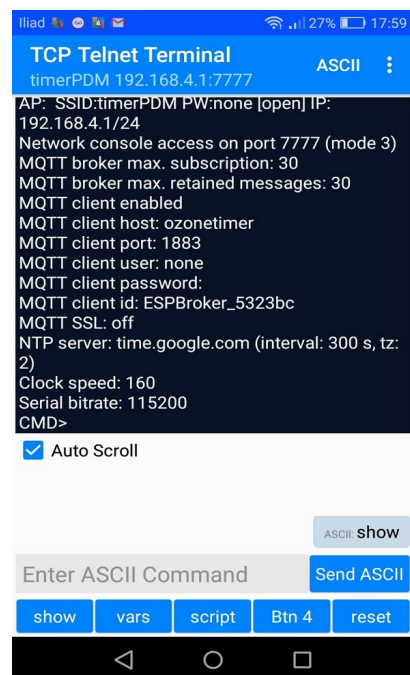 Iliad 27% 17:59
TCP Telnet Terminal
timerPDM 192.168.4.1:7777
ASCII
AP: SSID:timerPDM PW:none [open] IP:
192.168.4.1/24
Network console access on port 7777 (mode 3)
MQTT broker max. subscription: 30
MQTT broker max. retained messages: 30
MQTT client enabled
MQTT client host: ozonetimer
MQTT client port: 1883
MQTT client user: none
MQTT client password:
MQTT client id: ESPBroker_5323bc
MQTT SSL: off
NTP server: time.google.com (interval: 300 s, tz:
2)
Clock speed: 160
Serial bitrate: 115200
CMD>
Auto Scroll
ASCII: show
Enter ASCII Command
Send ASCII
show vars script Btn 4 reset